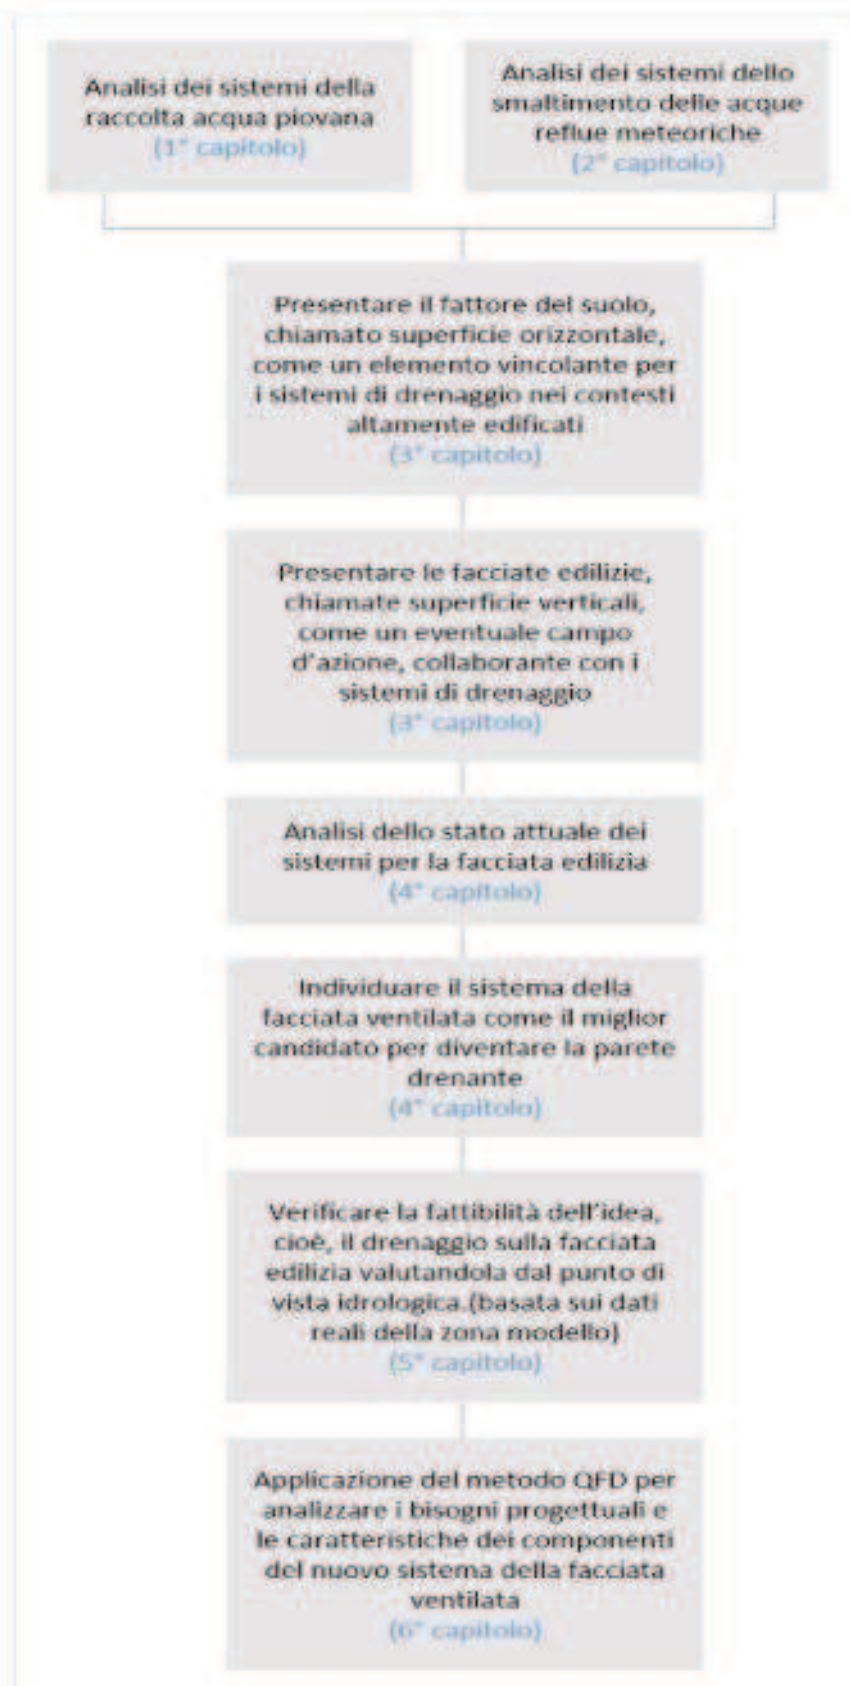 Analisi dei sistemi della
raccolta acqua piovana
(1° capitolo)
Analisi dei sistemi dello
smaltimento delle acque
reflue meteoriche
(2° capitolo)
Presentare il fattore del suolo,
chiamato superficie orizzontale,
come un elemento vincolante per
i sistemi di drenaggio nei contesti
altamente edificati
(3° capitolo)
Presentare le facciate edilizie,
chiamate superficie verticali,
come un eventuale campo
d'azione, collaborante con i
sistemi di drenaggio
(3° capitolo)
Analisi dello stato attuale dei
sistemi per la facciata edilizia
(4° capitolo)
Individuare il sistema della
facciata ventilata come il miglior
candidato per diventare la parete
drenante
(4° capitolo)
Verificare la fattibilità dell'idea,
cioè, il drenaggio sulla facciata
edilizia valutandola dal punto di
vista idrologica.(basata sui dati
reali della zona modello)
(5° capitolo)
Applicazione del metodo QFD per
analizzare i bisogni progettuali e
le caratteristiche dei componenti
del nuovo sistema della facciata
ventilata
(6° capitolo)